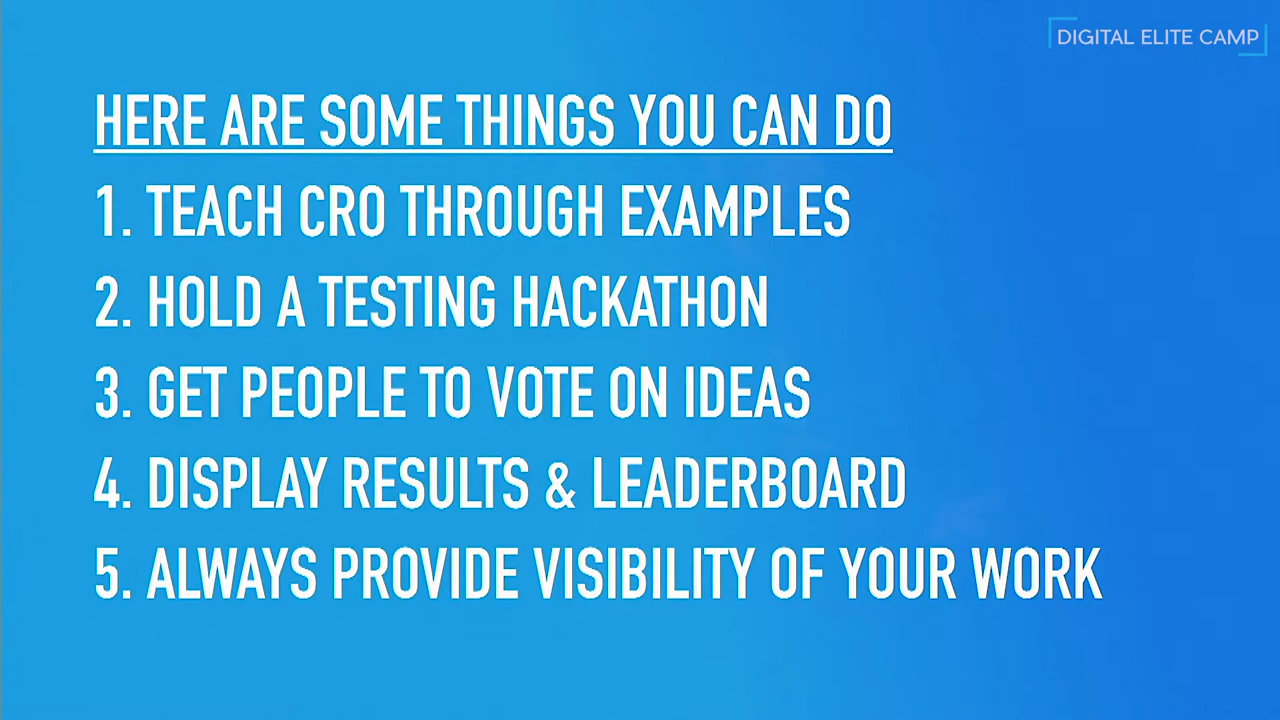 DIGITAL ELITE CAMP
HERE ARE SOME THINGS YOU CAN DO
1. TEACH CRO THROUGH EXAMPLES
2. HOLD A TESTING HACKATHON
3. GET PEOPLE TO VOTE ON IDEAS
4. DISPLAY RESULTS & LEADERBOARD
5. ALWAYS PROVIDE VISIBILITY OF YOUR WORK